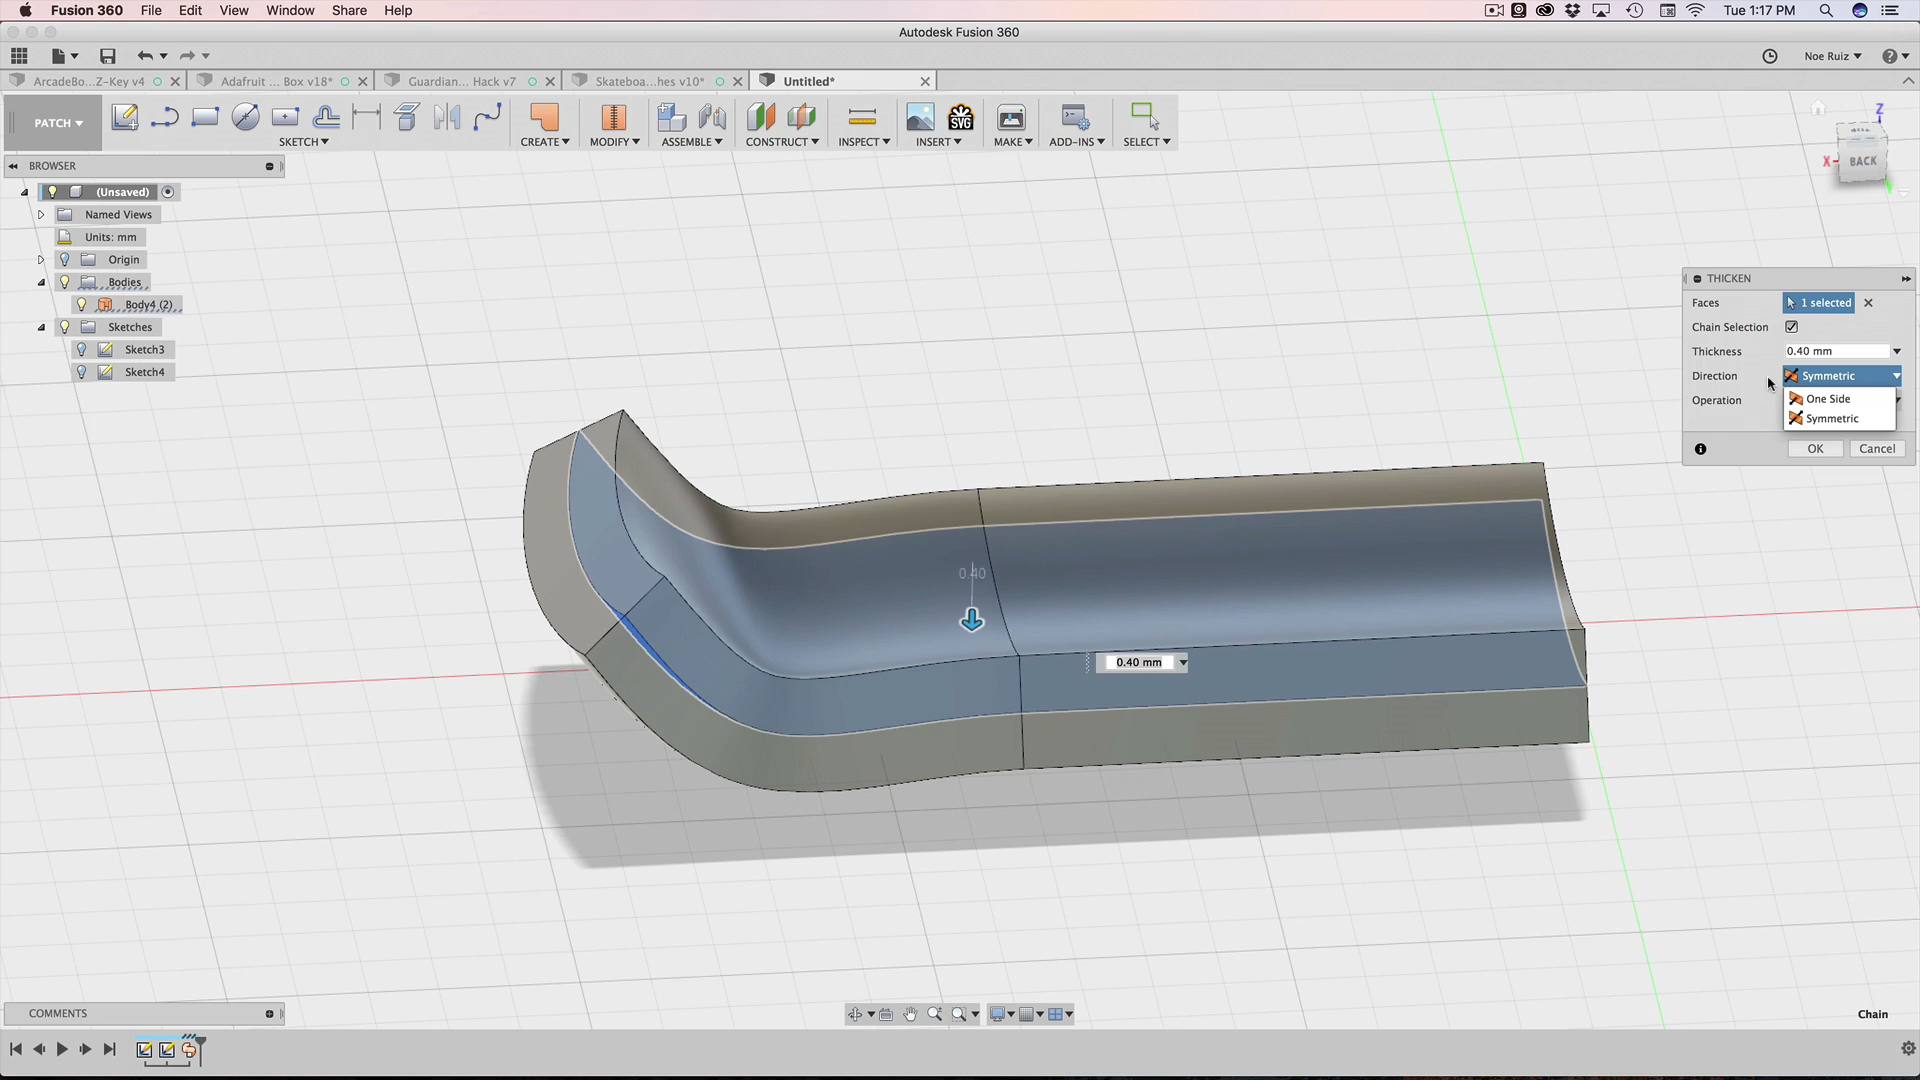 Fusion 360 File Edit View Window Share Help Tue 1:17 PM
Autodesk Fusion 360
Noe Ruiz
ArcadeBo...Z-Key v4 Adafruit ... Box v18* Guardian... Hack v7 Skateboa...hes v10* Untitled*
PATCH SKETCH CREATE MODIFY ASSEMBLE CONSTRUCT INSPECT INSERT SVG MAKE ADD-INS SELECT
Z
X
BACK
BROWSER
(Unsaved)
Named Views
Units: mm
Origin
Bodies
Body4 (2)
Sketches
Sketch3
Sketch4
THICKEN
Faces 1 selected
Chain Selection
Thickness 0.40 mm
Direction Symmetric
One Side
Operation
Symmetric
OK Cancel
0.40
0.40 mm
COMMENTS
Chain